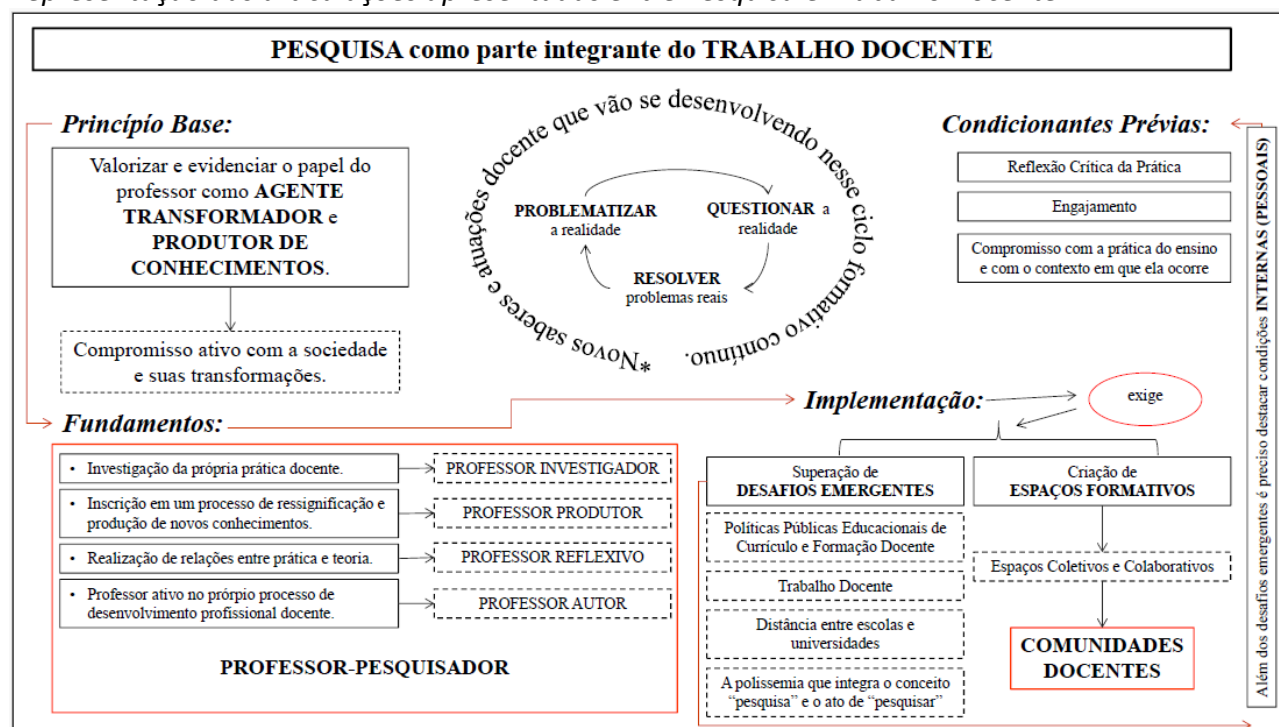 PESQUISA como parte integrante do TRABALHO DOCENTE
Princípio Base:
Valorizar e evidenciar o papel do
professor como AGENTE
TRANSFORMADOR e
PRODUTOR DE
CONHECIMENTOS.
Compromisso ativo com a sociedade
e suas transformações.
*Novos saberes e atuações docente que vão se desenvolvendo nesse ciclo formativo contínuo.
PROBLEMATIZAR
a realidade
QUESTIONAR a
realidade
RESOLVER
problemas reais
Condicionantes Prévias:
Reflexão Crítica da Prática
Engajamento
Compromisso com a prática do ensino
e com o contexto em que ela ocorre
Além dos desafios emergentes é preciso destacar condições INTERNAS (PESSOAIS)
Fundamentos:
• Investigação da própria prática docente.
PROFESSOR INVESTIGADOR
• Inscrição em um processo de ressignificação e
produção de novos conhecimentos.
PROFESSOR PRODUTOR
• Realização de relações entre prática e teoria.
PROFESSOR REFLEXIVO
• Professor ativo no prórpio processo de
desenvolvimento profissional docente.
PROFESSOR AUTOR
PROFESSOR-PESQUISADOR
Implementação:
exige
Superação de
DESAFIOS EMERGENTES
Políticas Públicas Educacionais de
Currículo e Formação Docente
Trabalho Docente
Distância entre escolas e
universidades
A polissemia que integra o conceito
“pesquisa” e o ato de “pesquisar”
Criação de
ESPAÇOS FORMATIVOS
Espaços Coletivos e Colaborativos
COMUNIDADES
DOCENTES